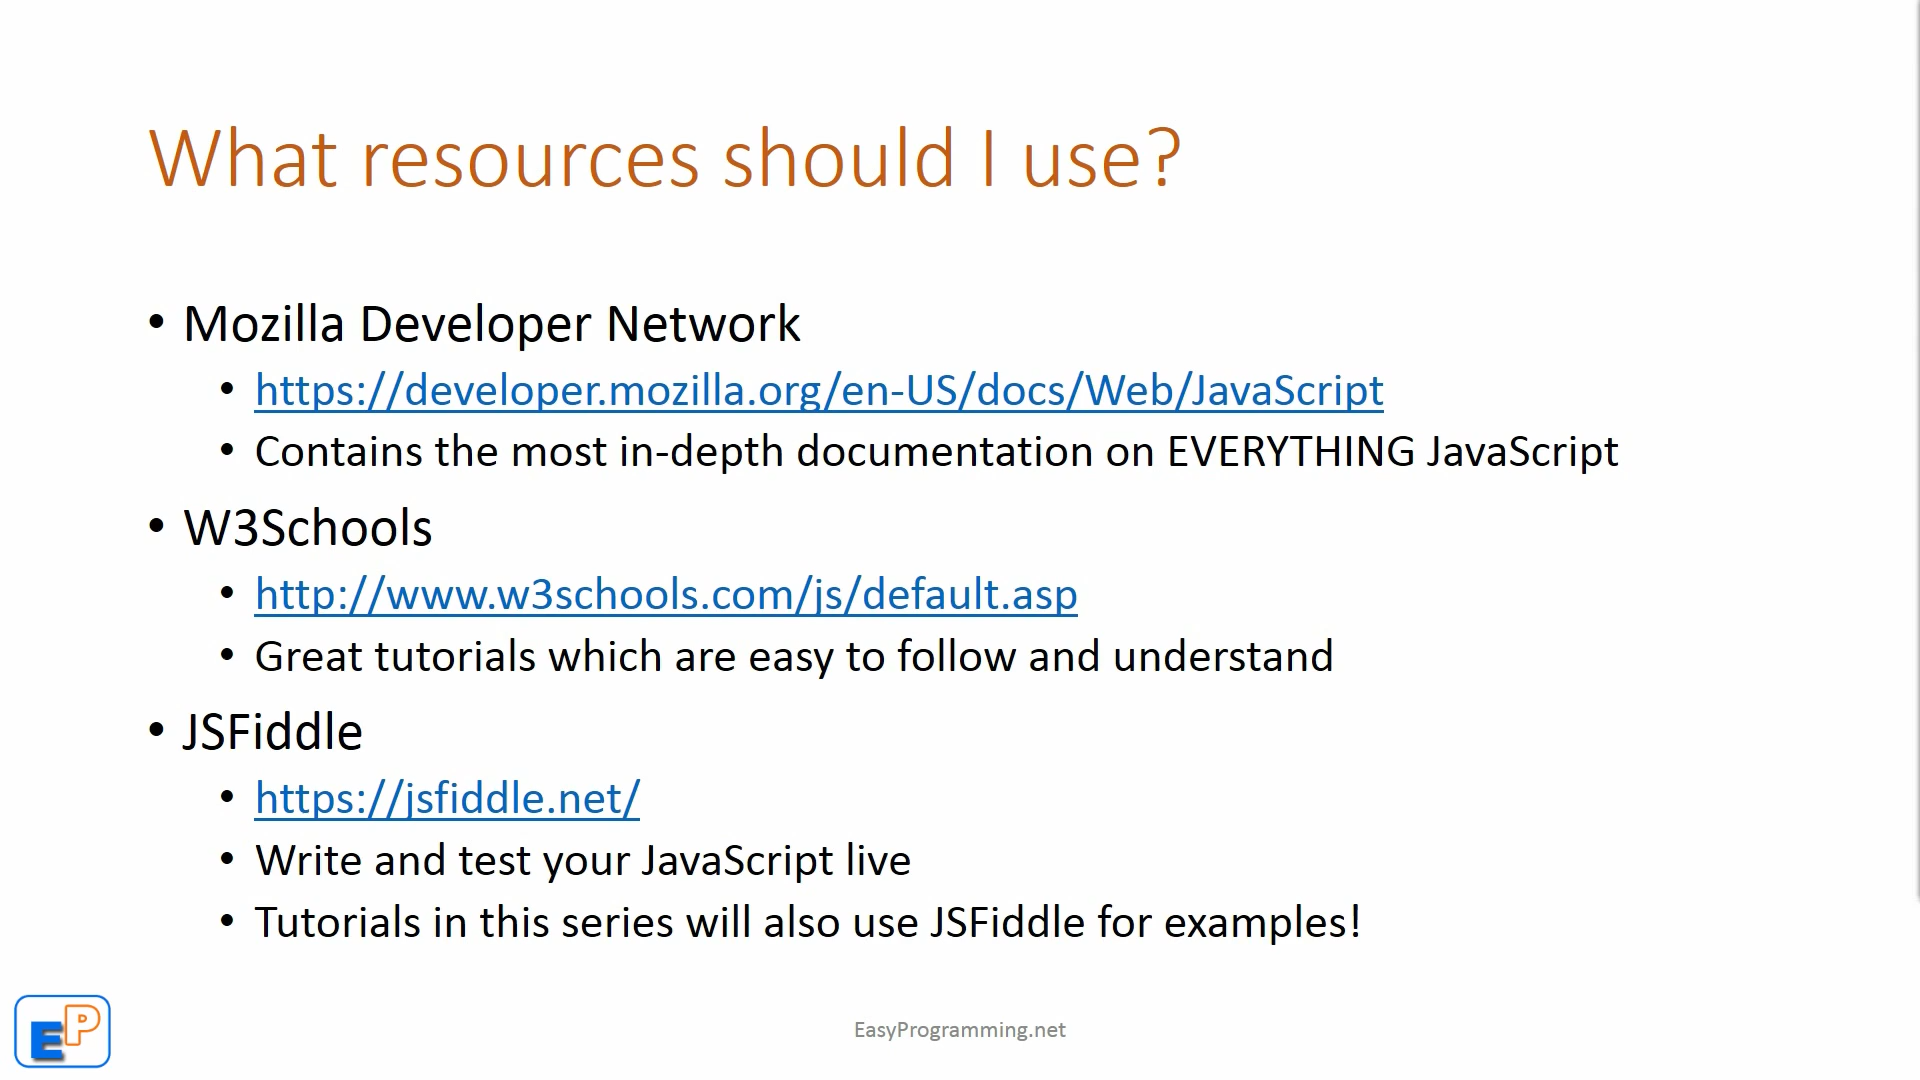 What resources should I use?
• Mozilla Developer Network
• https://developer.mozilla.org/en-US/docs/Web/JavaScript
• Contains the most in-depth documentation on EVERYTHING JavaScript
• W3Schools
• http://www.w3schools.com/js/default.asp
• Great tutorials which are easy to follow and understand
• JSFiddle
• https://jsfiddle.net/
• Write and test your JavaScript live
• Tutorials in this series will also use JSFiddle for examples!
EP
EasyProgramming.net